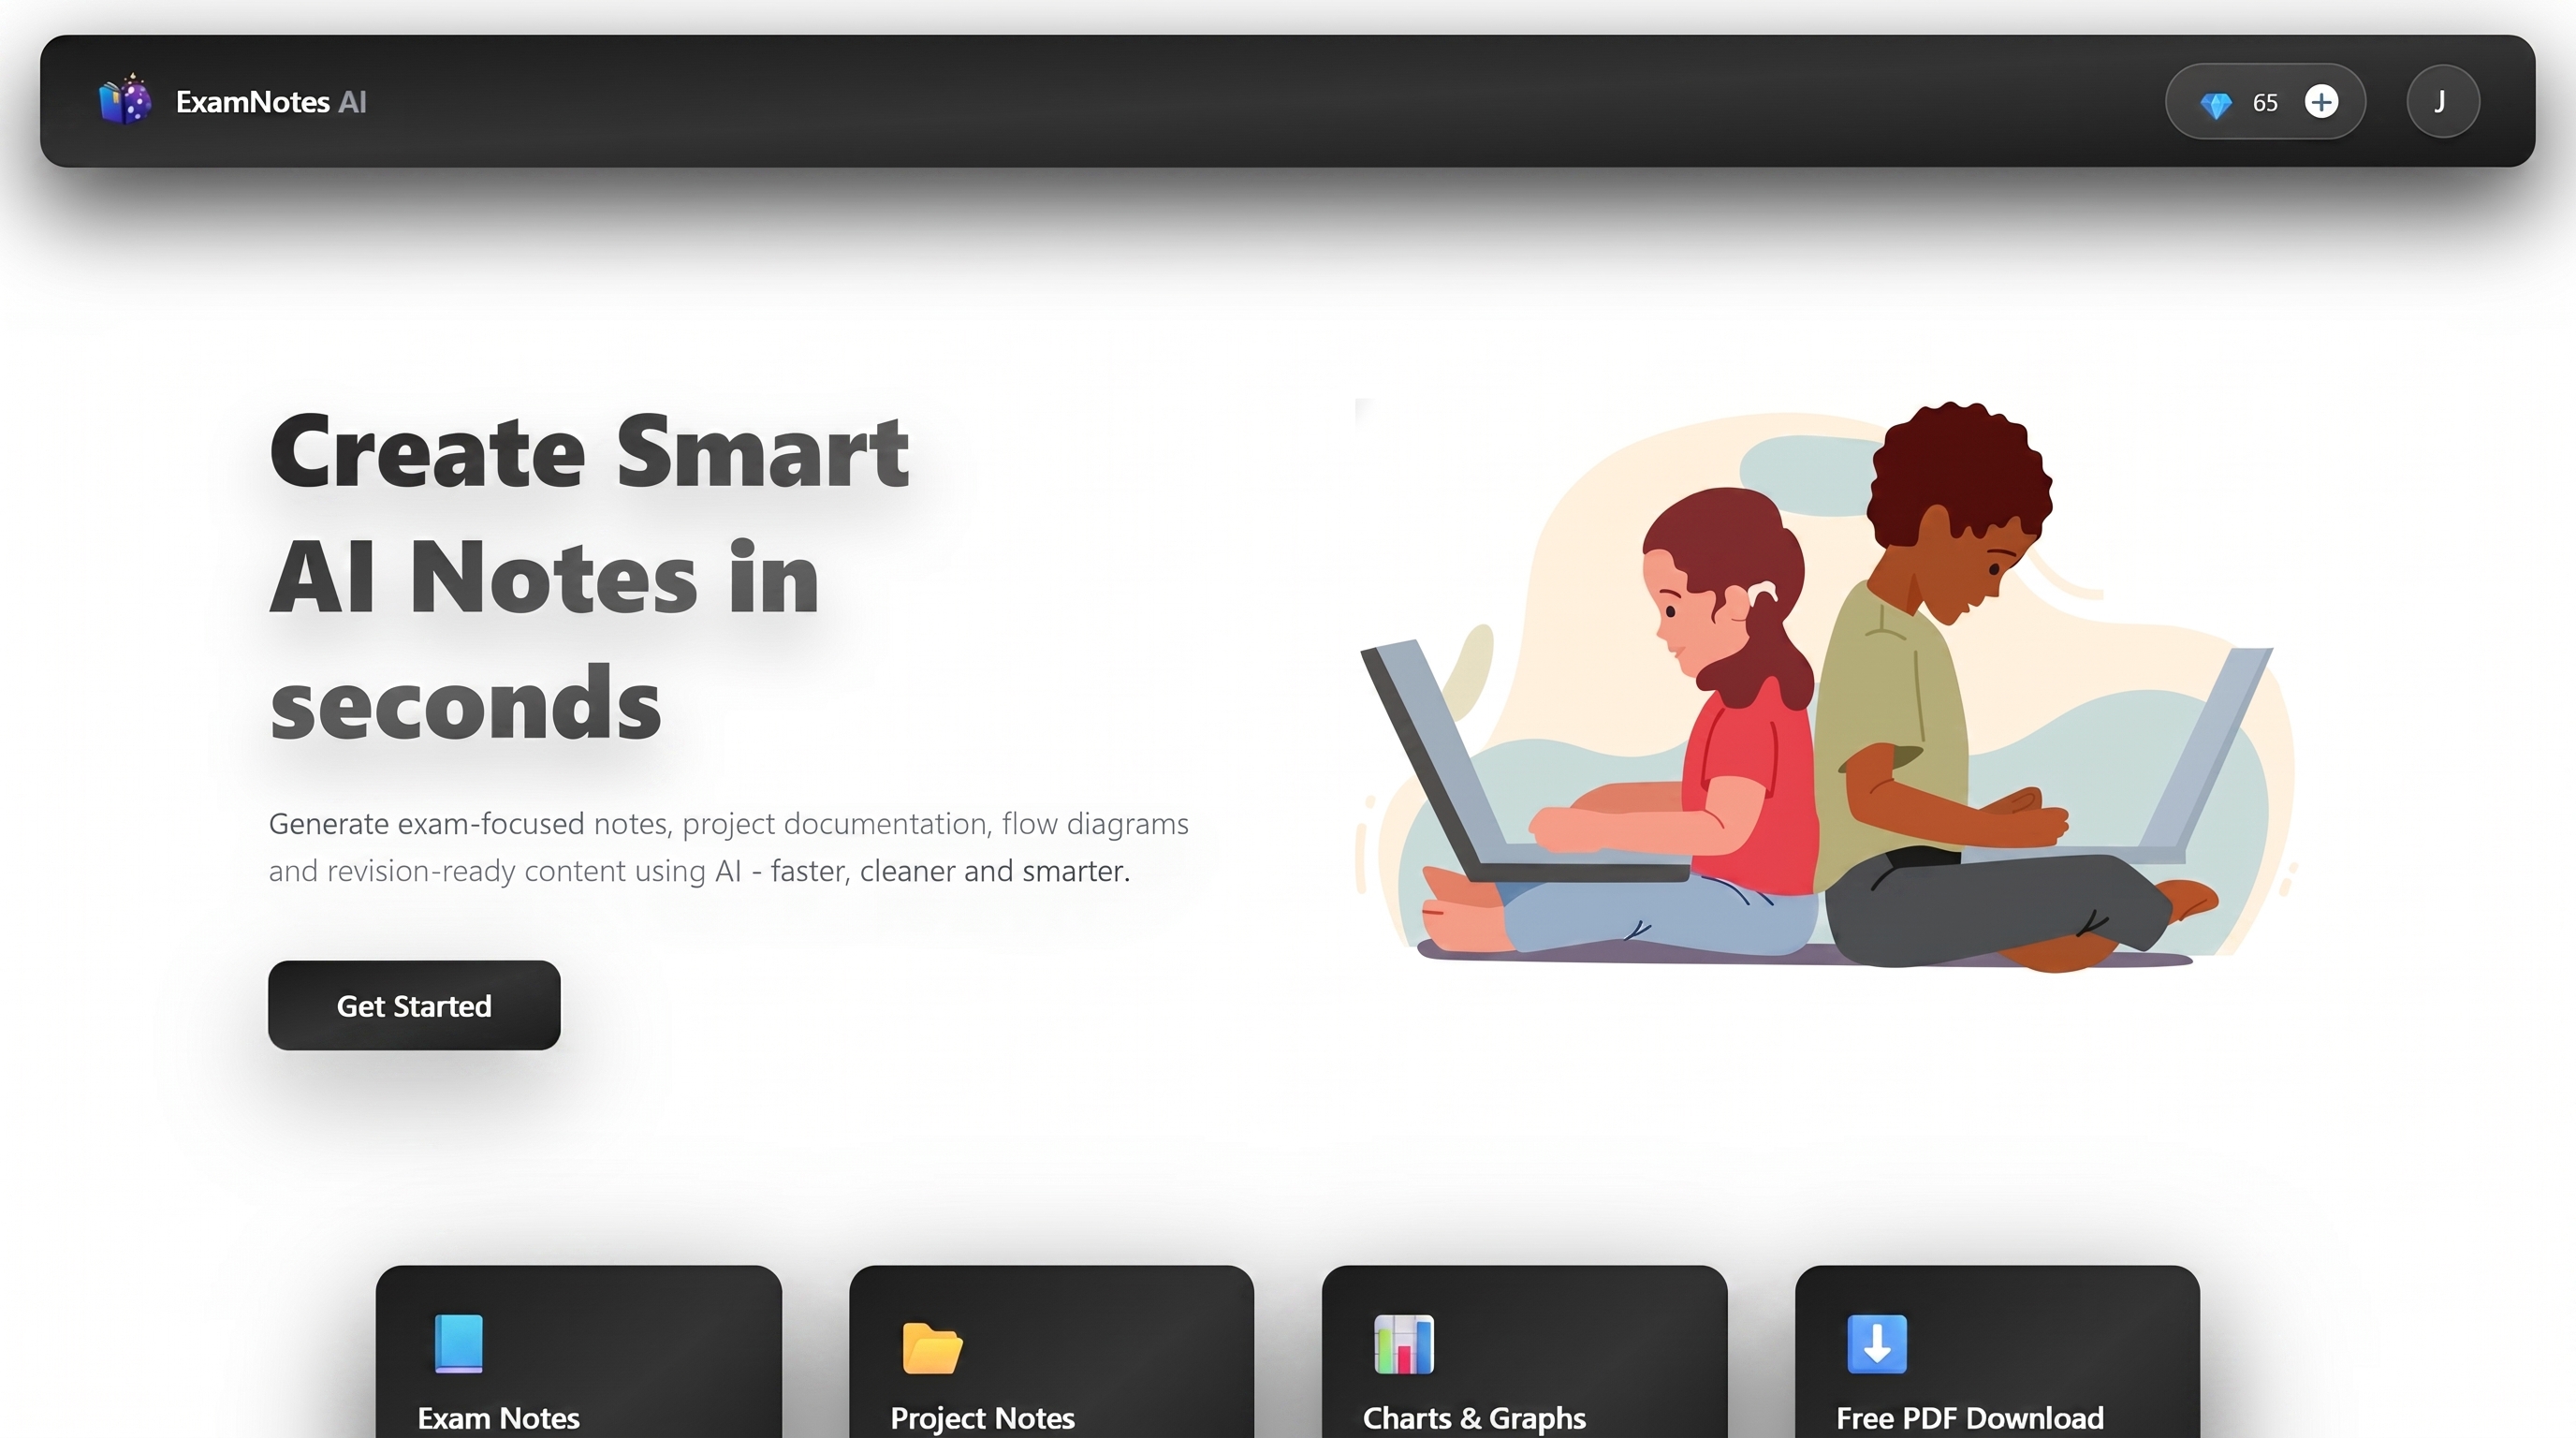 ExamNotes AI
65
J
Create Smart
AI Notes in
seconds
Generate exam-focused notes, project documentation, flow diagrams
and revision-ready content using AI - faster, cleaner and smarter.
Get Started
Exam Notes
Project Notes
Charts & Graphs
Free PDF Download